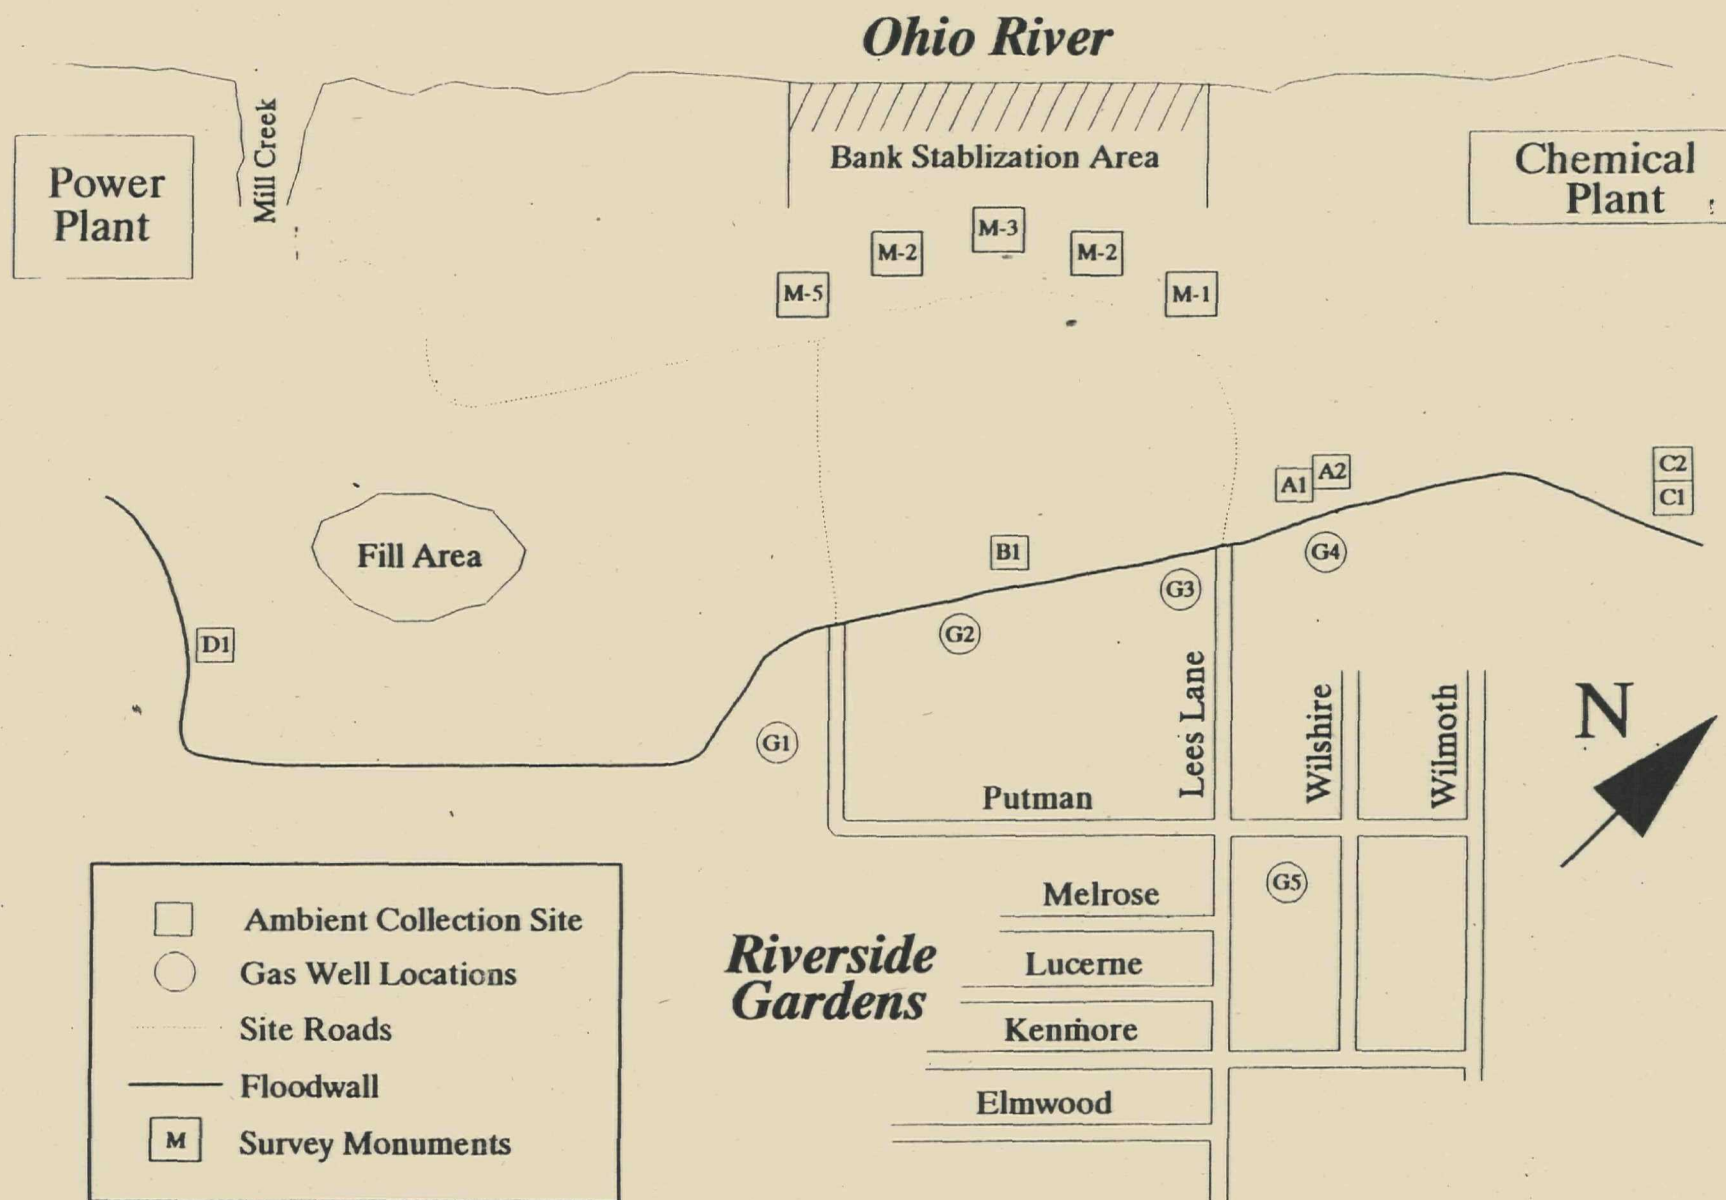 Ohio River
Mill Creek
Power
Plant
Bank Stablization Area
Chemical
Plant
M-3
M-2
M-2
M-5
M-1
C2
C1
A2
A1
B1
G4
G3
G2
G1
D1
Fill Area
Lees Lane
Wilshire
Wilmoth
N
Putman
G5
Melrose
Lucerne
Kenmore
Elmwood
Riverside
Gardens
Ambient Collection Site
Gas Well Locations
Site Roads
Floodwall
M Survey Monuments